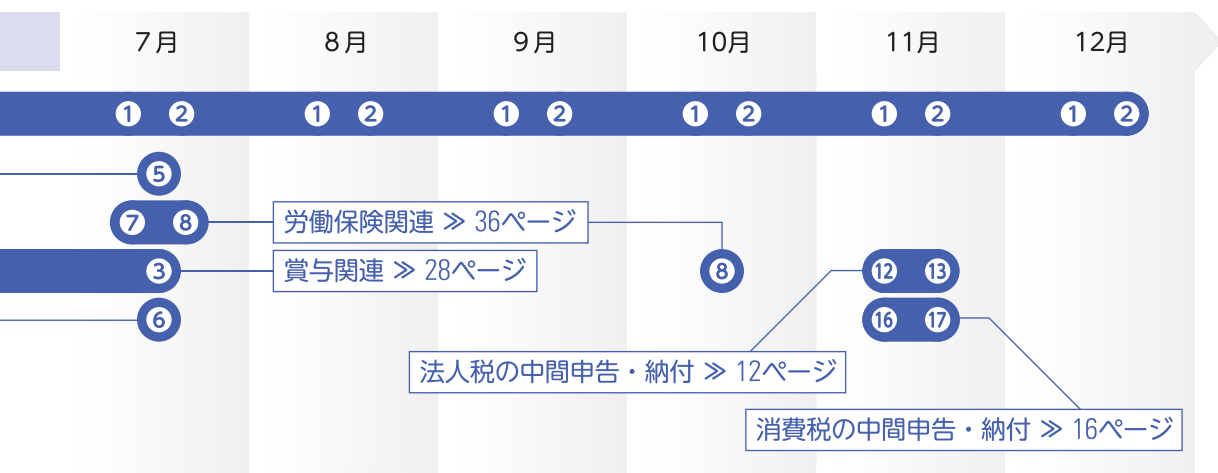 7月 8月 9月 10月 11月 12月
1 2 1 2 1 2 1 2 1 2 1 2
5
7 8 労働保険関連 ≫ 36ページ
3 賞与関連 ≫ 28ページ 8 12 13
6 16 17
法人税の中間申告・納付 ≫ 12ページ
消費税の中間申告・納付 ≫ 16ページ